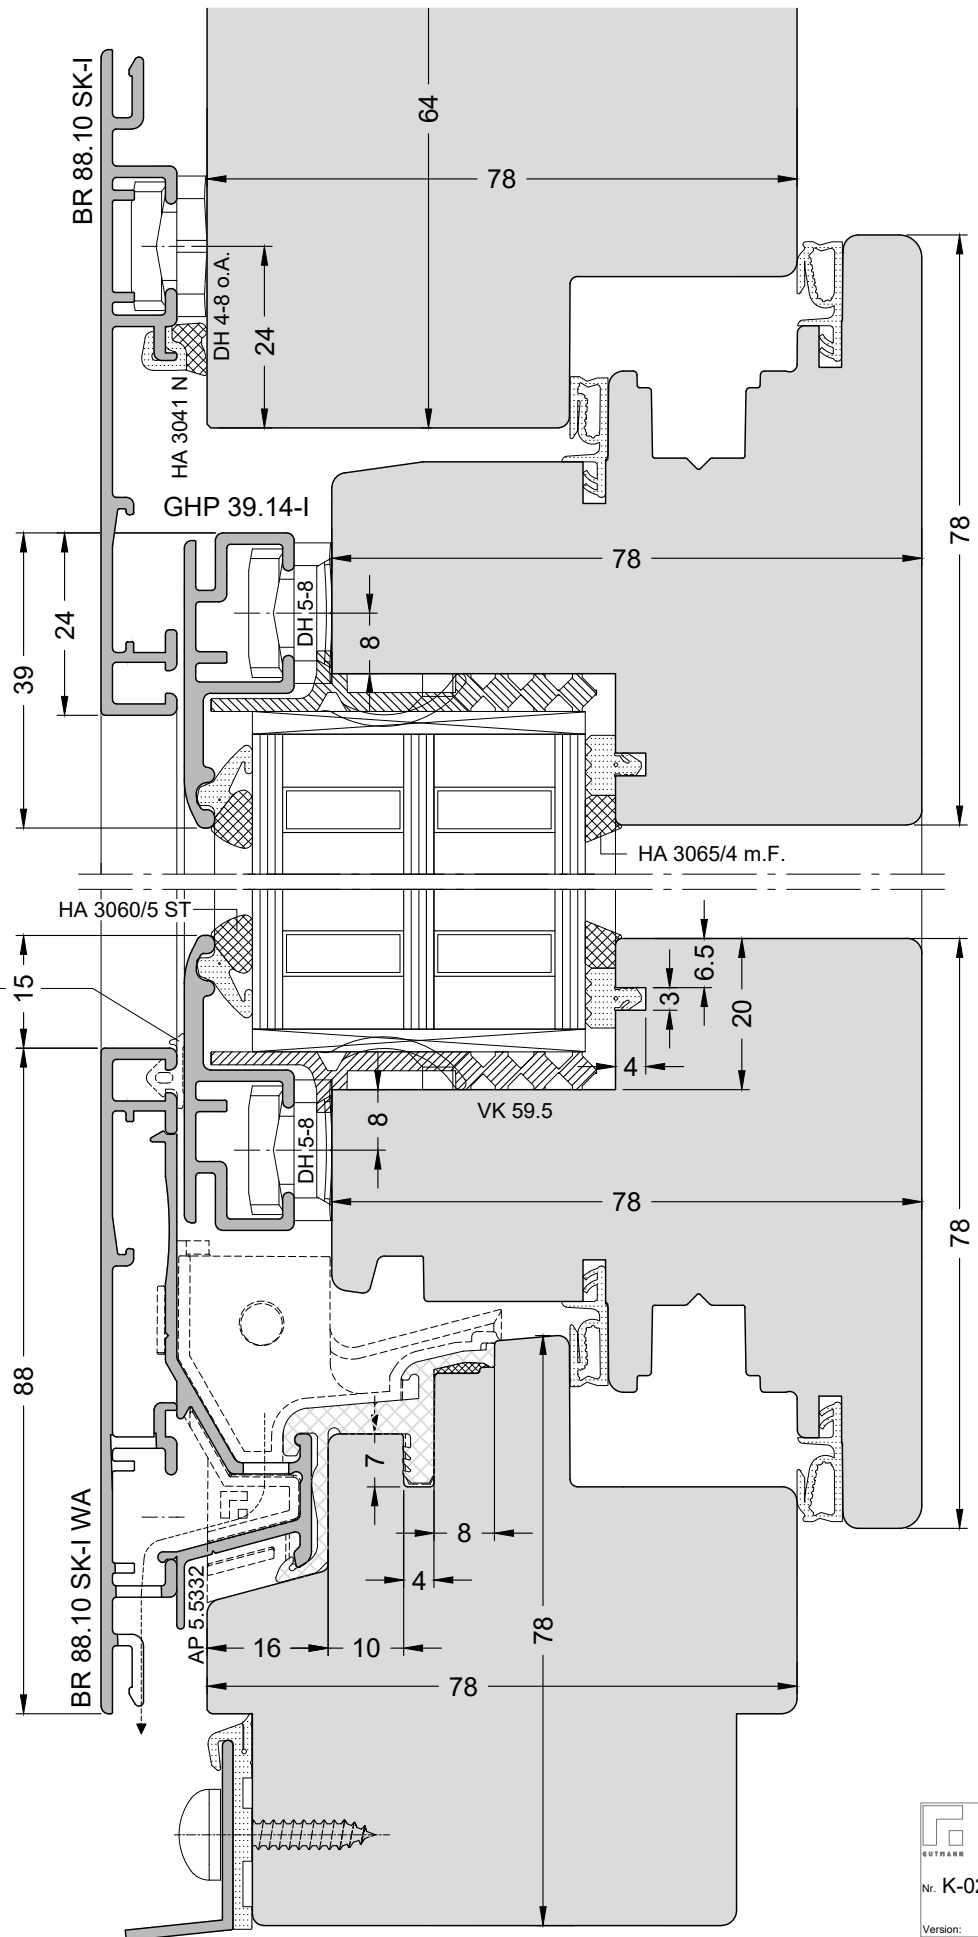 BR 88.10 SK-I
64
78
DH 4-8 o.A.
24
HA 3041 N
GHP 39.14-I
78
78
DH 5-8
8
24
39
HA 3065/4 m.F.
HA 3060/5 ST
15
6.5
3
20
4
8
VK 59.5
DH 5-8
78
78
88
7
8
4
BR 88.10 SK-I WA
AP 5.5332
16
10
78
78
GUTMANN
Nr. K-02
Version: